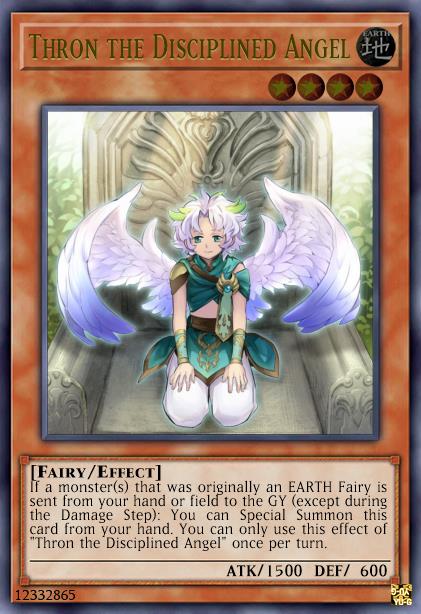 Thron the Disciplined Angel
EARTH
地
[Fairy/Effect]
If a monster(s) that was originally an EARTH Fairy is
sent from your hand or field to the GY (except during
the Damage Step): You can Special Summon this
card from your hand. You can only use this effect of
"Thron the Disciplined Angel" once per turn.
ATK/1500 DEF/ 600
12332865